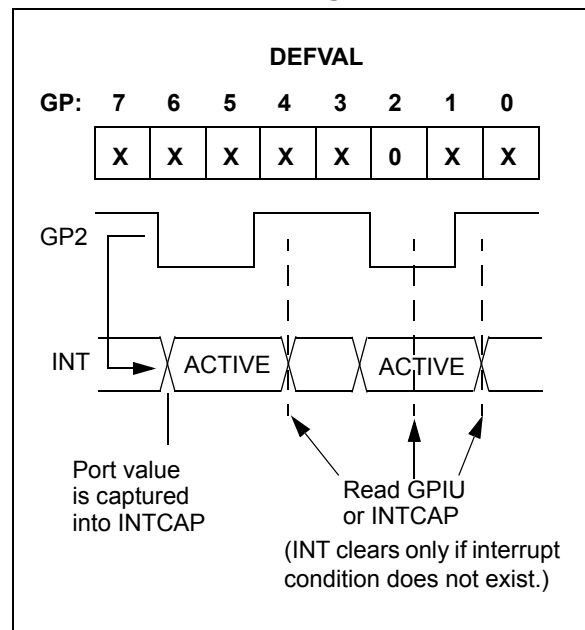 DEFVAL
GP: 7 6 5 4 3 2 1 0
X X X X X 0 X X
GP2
INT ACTIVE ACTIVE
Port value
is captured
into INTCAP
Read GPIU
or INTCAP
(INT clears only if interrupt
condition does not exist.)